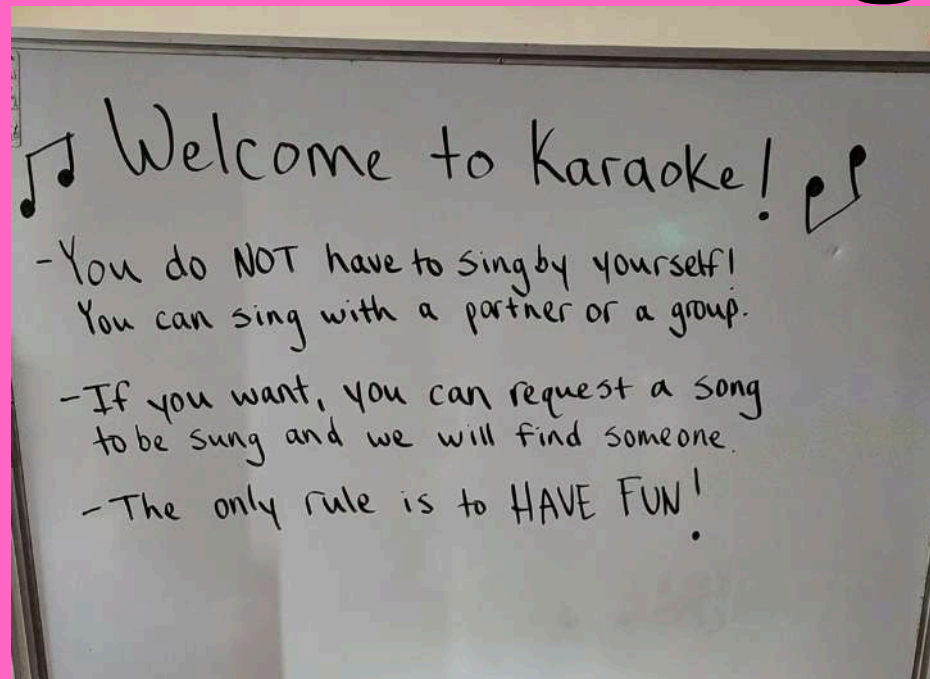 Welcome to Karaoke!
-You do NOT have to sing by yourself!
You can sing with a partner or a group.
-If you want, you can request a song
to be sung and we will find someone.
-The only rule is to HAVE FUN!